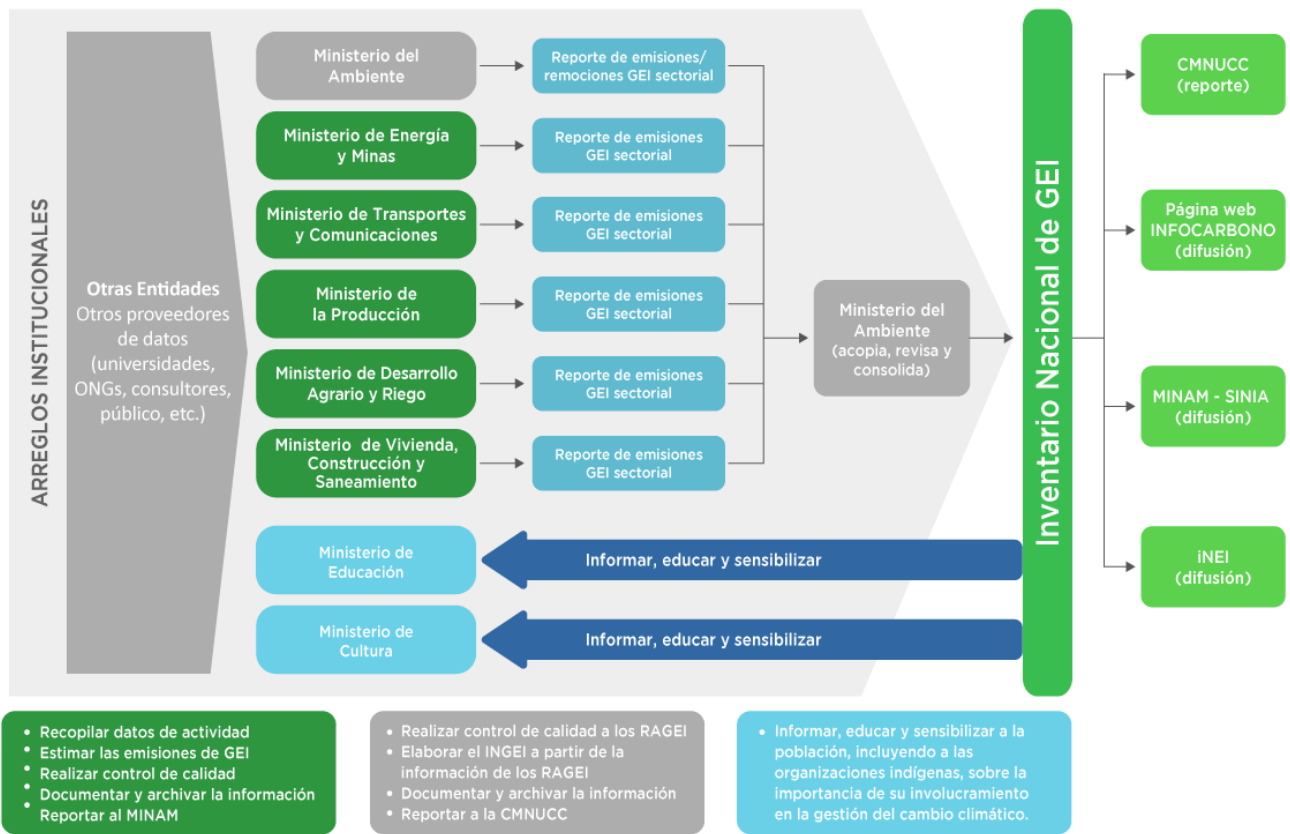 ARREGLOS INSTITUCIONALES
Otras Entidades
Otros proveedores
de datos
(universidades,
ONGs, consultores,
público, etc.)
Ministerio del
Ambiente
Reporte de emisiones/
remociones GEI sectorial
Ministerio de Energía
y Minas
Reporte de emisiones
GEI sectorial
Ministerio de Transportes
y Comunicaciones
Reporte de emisiones
GEI sectorial
Ministerio de
la Producción
Reporte de emisiones
GEI sectorial
Ministerio de Desarrollo
Agrario y Riego
Reporte de emisiones
GEI sectorial
Ministerio de Vivienda,
Construcción y
Saneamiento
Reporte de emisiones
GEI sectorial
Ministerio del
Ambiente
(acopia, revisa y
consolida)
Ministerio de
Educación
Informar, educar y sensibilizar
Ministerio de
Cultura
Informar, educar y sensibilizar
Inventario Nacional de GEI
CMNUCC
(reporte)
Página web
INFOCARBONO
(difusión)
MINAM - SINIA
(difusión)
iNEI
(difusión)
• Recopilar datos de actividad
• Estimar las emisiones de GEI
• Realizar control de calidad
• Documentar y archivar la información
• Reportar al MINAM
• Realizar control de calidad a los RAGEI
• Elaborar el INGEI a partir de la
información de los RAGEI
• Documentar y archivar la información
• Reportar a la CMNUCC
• Informar, educar y sensibilizar a la
población, incluyendo a las
organizaciones indígenas, sobre la
importancia de su involucramiento
en la gestión del cambio climático.